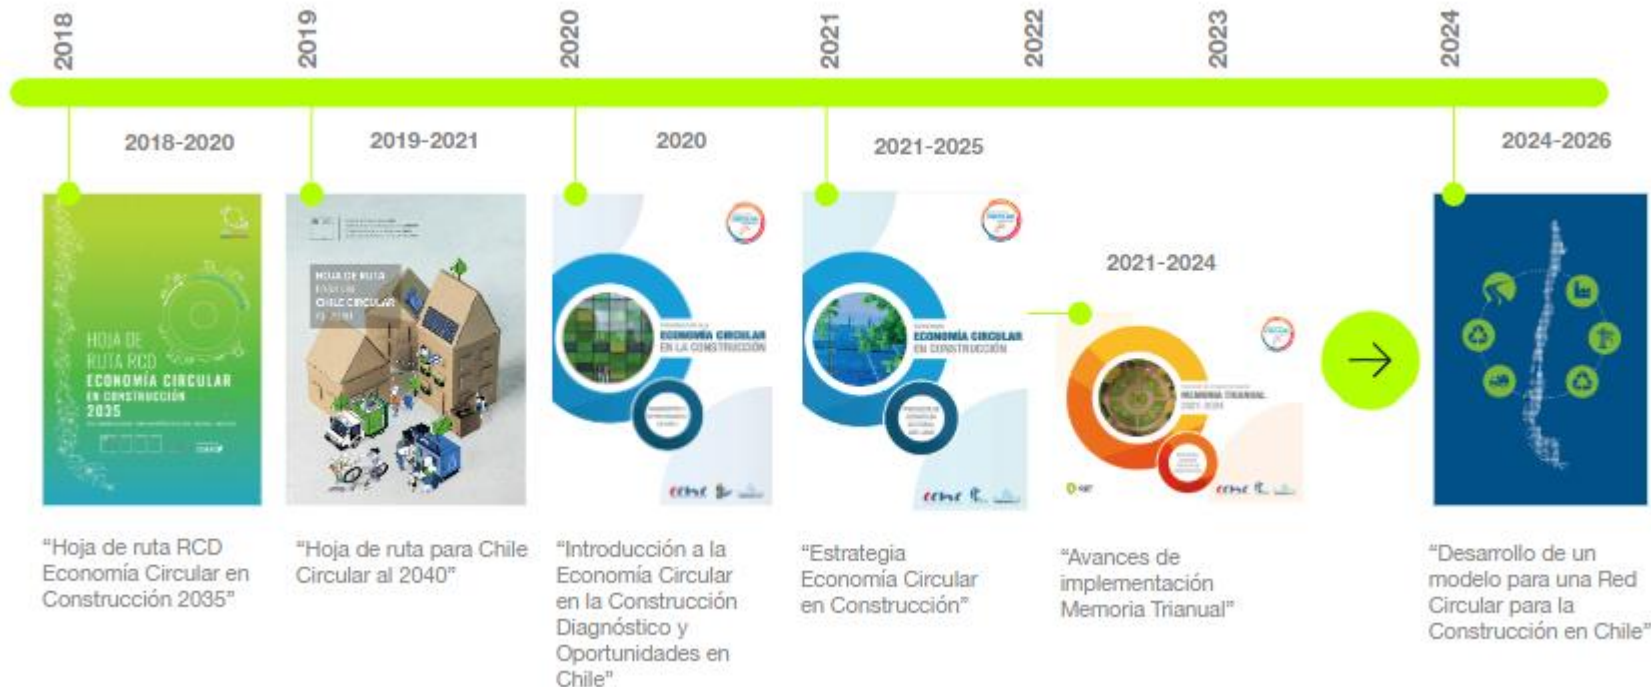 2018
2019
2020
2021
2022
2023
2024
2018-2020
2019-2021
2020
2021-2025
2021-2024
2024-2026
HOJA DE
RUTA RCD
ECONOMÍA CIRCULAR
EN CONSTRUCCIÓN
2035
HOJA DE RUTA
PARA UN
CHILE CIRCULAR
AL 2040
ECONOMÍA CIRCULAR
EN LA CONSTRUCCIÓN
ECONOMÍA CIRCULAR
EN CONSTRUCCIÓN
MEMORIA TRIANUAL
2021-2024
"Hoja de ruta RCD
Economía Circular en
Construcción 2035"
"Hoja de ruta para Chile
Circular al 2040"
"Introducción a la
Economía Circular
en la Construcción
Diagnóstico y
Oportunidades en
Chile"
"Estrategia
Economía Circular
en Construcción"
"Avances de
implementación
Memoria Trianual"
"Desarrollo de un
modelo para una Red
Circular para la
Construcción en Chile"